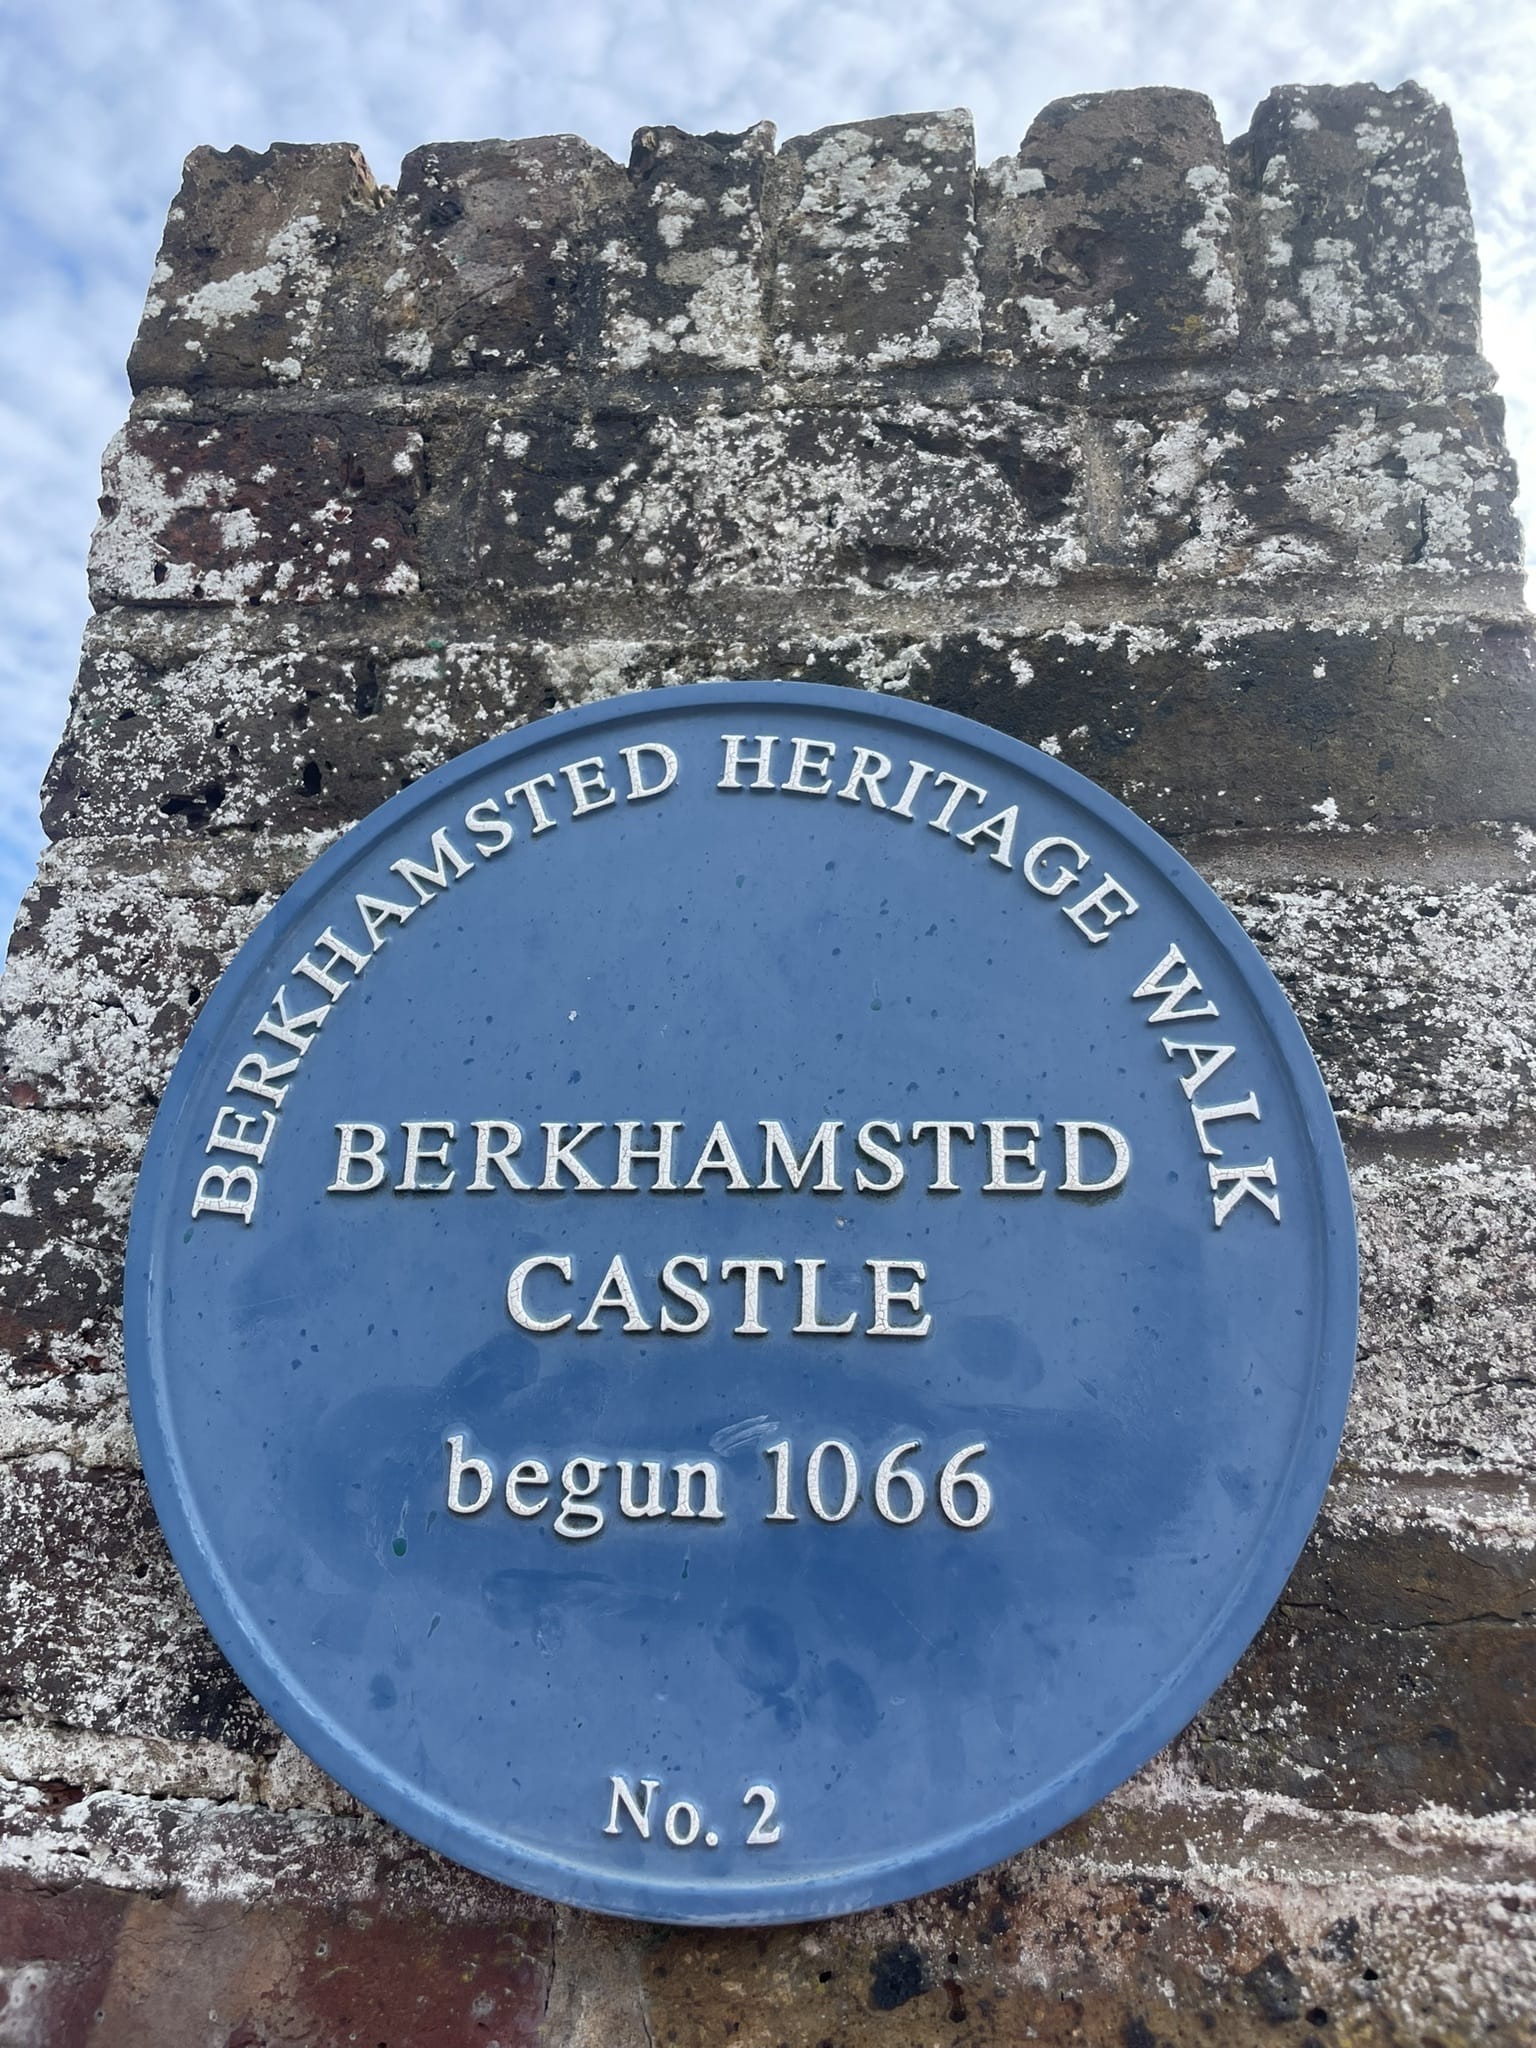 BERKHAMSTED HERITAGE WALK
BERKHAMSTED
CASTLE
begun 1066
No. 2